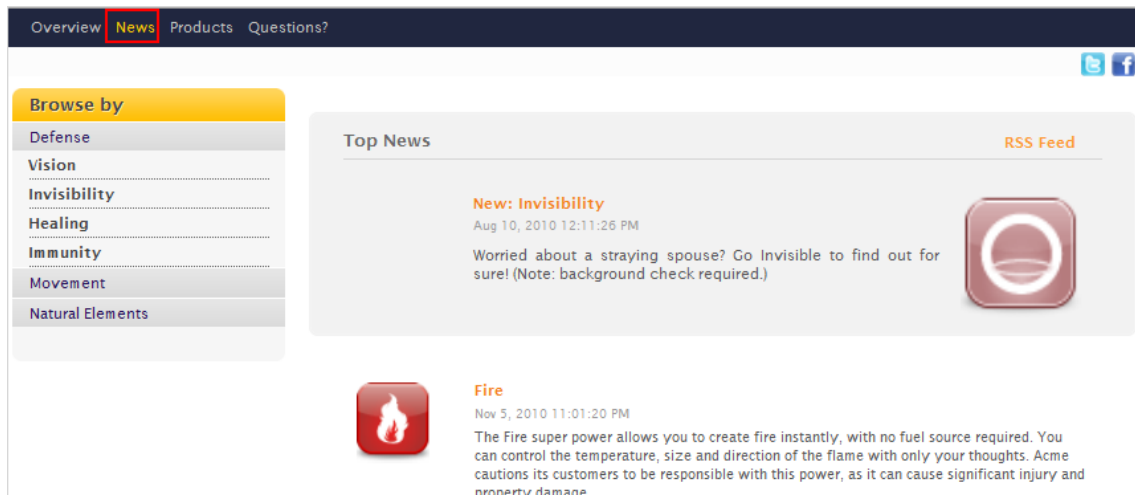 Overview News Products Questions?
Browse by
Defense
Vision
Invisibility
Healing
Immunity
Movement
Natural Elements
Top News
RSS Feed
New: Invisibility
Aug 10, 2010 12:11:26 PM
Worried about a straying spouse? Go Invisible to find out for
sure! (Note: background check required.)
Fire
Nov 5, 2010 11:01:20 PM
The Fire super power allows you to create fire instantly, with no fuel source required. You
can control the temperature, size and direction of the flame with only your thoughts. Acme
cautions its customers to be responsible with this power, as it can cause significant injury and
property damage